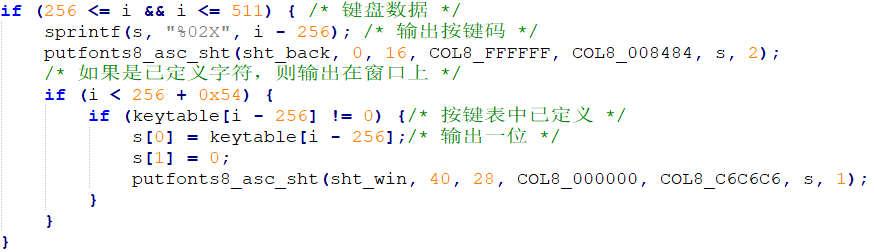 if (256 <= i && i <= 511) { /* 键盘数据 */
    sprintf(s, "%02X", i - 256); /* 输出按键码 */
    putfonts8_asc_sht(sht_back, 0, 16, COL8_FFFFFF, COL8_008484, s, 2);
    /* 如果是已定义字符，则输出在窗口上 */
    if (i < 256 + 0x54) {
        if (keytable[i - 256] != 0) {/* 按键表中已定义 */
            s[0] = keytable[i - 256];/* 输出一位 */
            s[1] = 0;
            putfonts8_asc_sht(sht_win, 40, 28, COL8_000000, COL8_C6C6C6, s, 1);
        }
    }
}